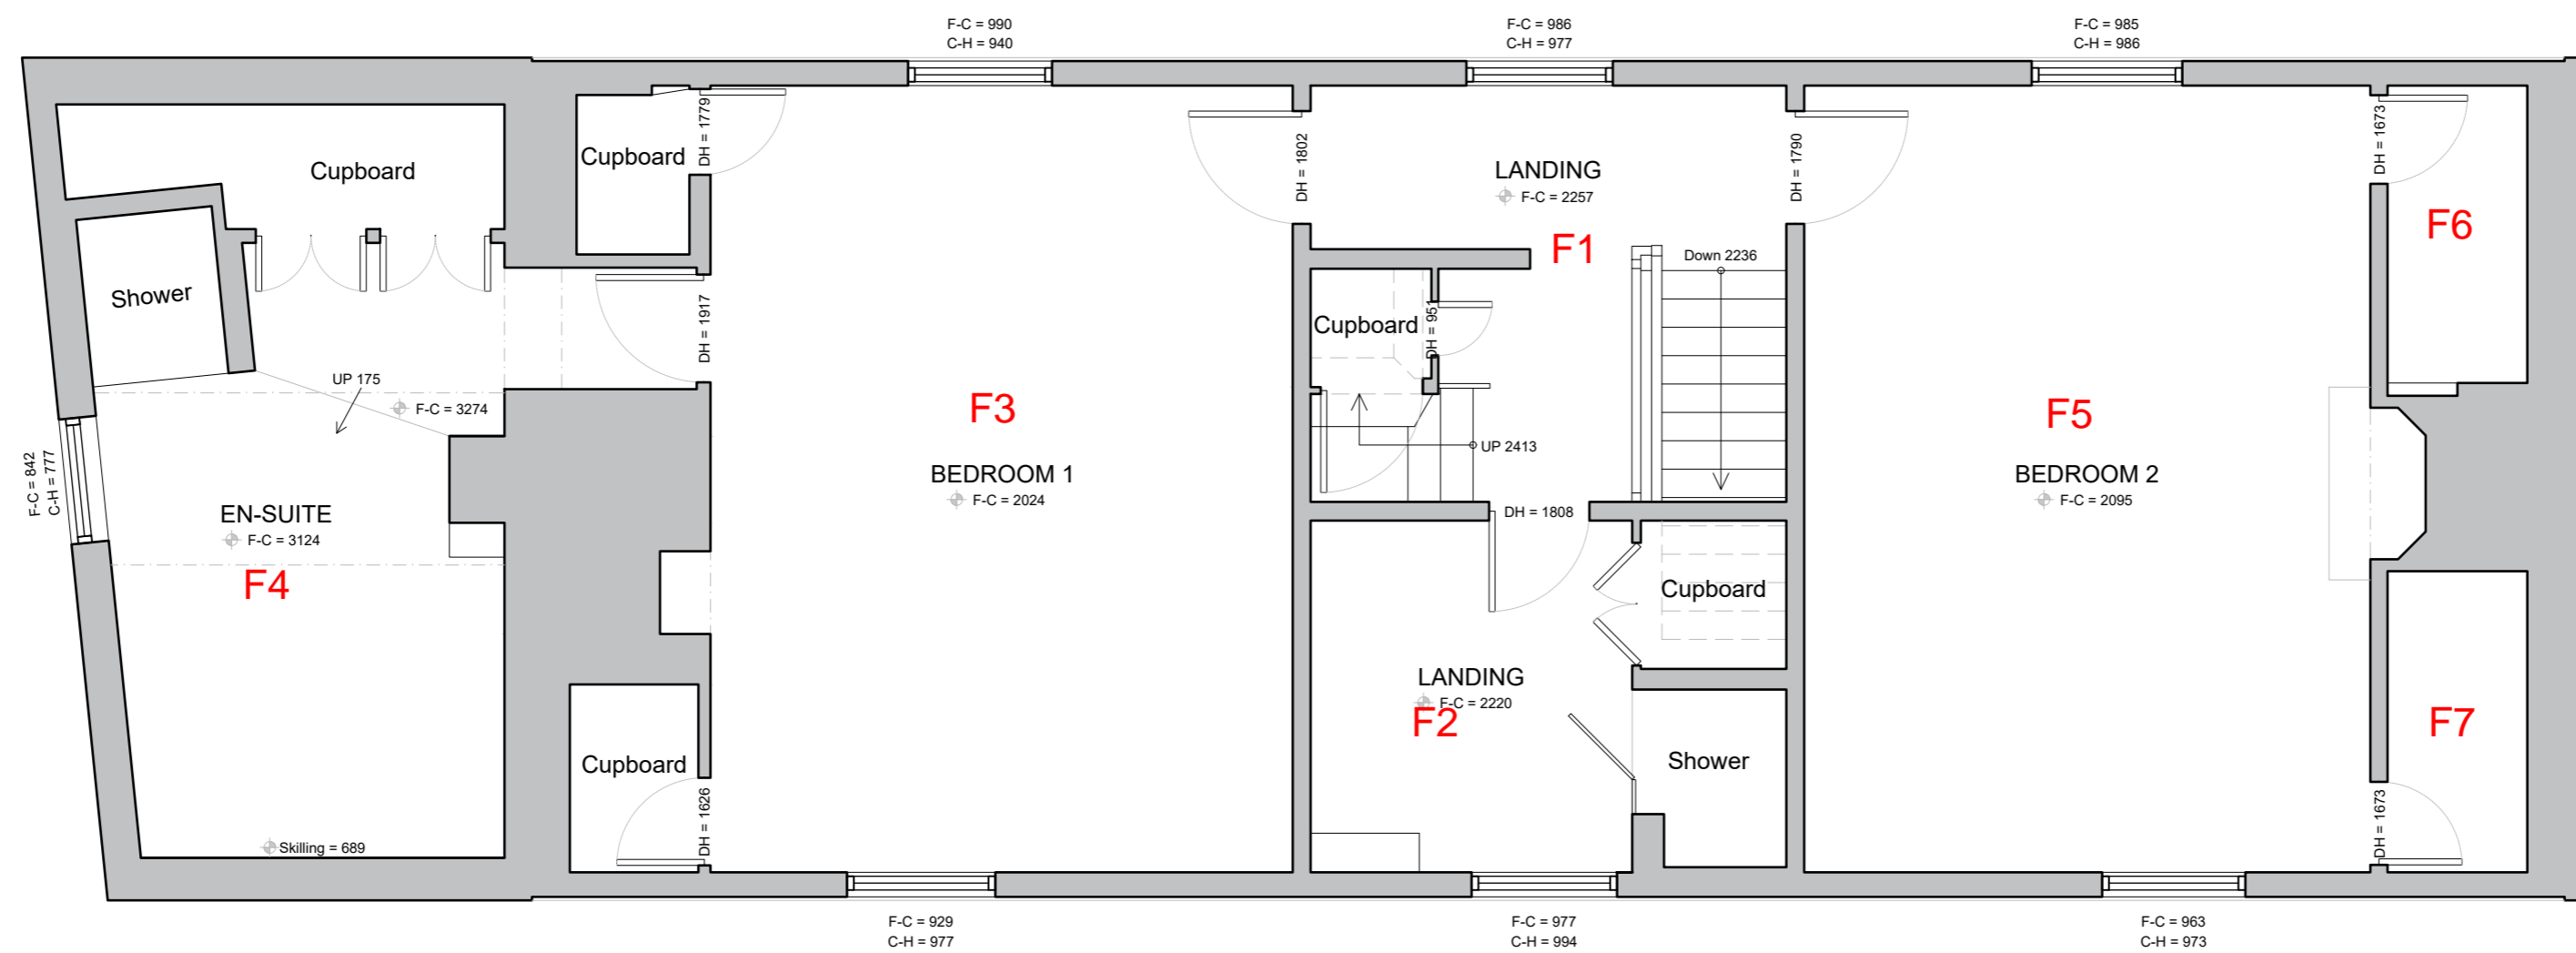 F-C = 990
C-H = 940
F-C = 986
C-H = 977
F-C = 985
C-H = 986
Cupboard
Cupboard
DH = 1779
DH = 1802
LANDING
F-C = 2257
DH = 1790
DH = 1673
F1
F6
Down 2236
Shower
DH = 1917
Cupboard
DH = 951
UP 175
F-C = 3274
F3
F5
UP 2413
F-C = 842
C-H = 777
BEDROOM 1
F-C = 2024
BEDROOM 2
F-C = 2095
EN-SUITE
F-C = 3124
DH = 1808
F4
Cupboard
LANDING
F-C = 2220
F2
F7
Cupboard
Shower
DH = 1626
DH = 1673
Skilling = 689
F-C = 929
C-H = 977
F-C = 977
C-H = 994
F-C = 963
C-H = 973